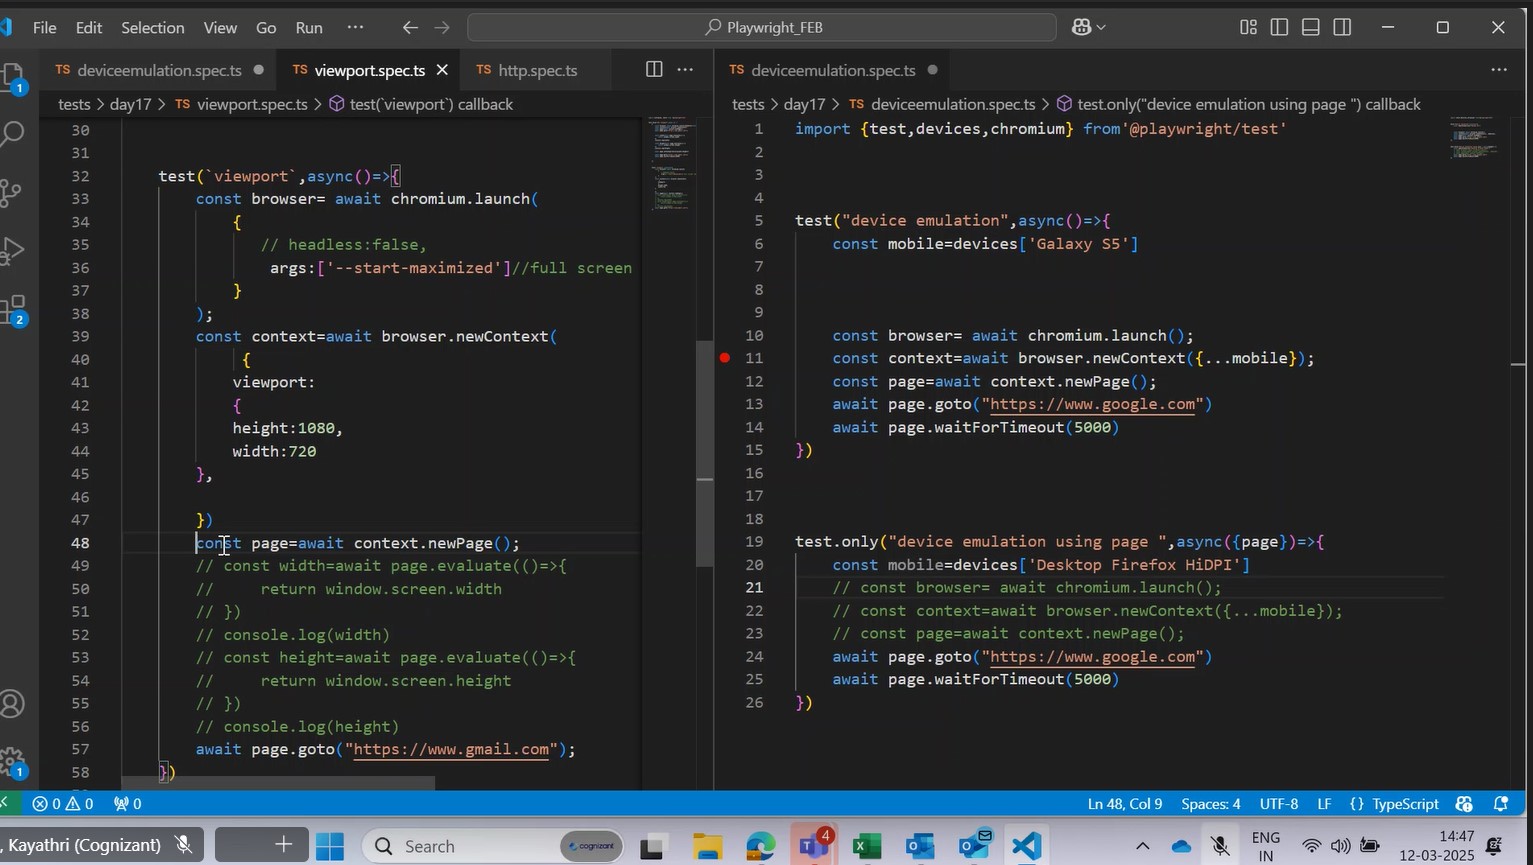 File Edit Selection View Go Run ··· Playwright_FEB
TS deviceemulation.spec.ts TS viewport.spec.ts TS http.spec.ts ···
tests > day17 > TS viewport.spec.ts > test(`viewport`) callback
30
31
32 test(`viewport`,async()=>{
33 const browser= await chromium.launch(
34 {
35 // headless:false,
36 args:['--start-maximized']//full screen
37 }
38 );
39 const context=await browser.newContext(
40 {
41 viewport:
42 {
43 height:1080,
44 width:720
45 },
46
47 })
48 const page=await context.newPage();
49 // const width=await page.evaluate(()=>{
50 // return window.screen.width
51 // })
52 // console.log(width)
53 // const height=await page.evaluate(()=>{
54 // return window.screen.height
55 // })
56 // console.log(height)
57 await page.goto("https://www.gmail.com");
58 })
TS deviceemulation.spec.ts ···
tests > day17 > TS deviceemulation.spec.ts > test.only("device emulation using page ") callback
1 import {test,devices,chromium} from'@playwright/test'
2
3
4
5 test("device emulation",async()=>{
6 const mobile=devices['Galaxy S5']
7
8
9
10 const browser= await chromium.launch();
11 const context=await browser.newContext({...mobile});
12 const page=await context.newPage();
13 await page.goto("https://www.google.com")
14 await page.waitForTimeout(5000)
15 })
16
17
18
19 test.only("device emulation using page ",async({page})=>{
20 const mobile=devices['Desktop Firefox HiDPI']
21 // const browser= await chromium.launch();
22 // const context=await browser.newContext({...mobile});
23 // const page=await context.newPage();
24 await page.goto("https://www.google.com")
25 await page.waitForTimeout(5000)
26 })
1
2
1
0 0 0 Ln 48, Col 9 Spaces: 4 UTF-8 LF {} TypeScript
, Kayathri (Cognizant) Search cognizant 4 ENG 14:47
IN 12-03-2025